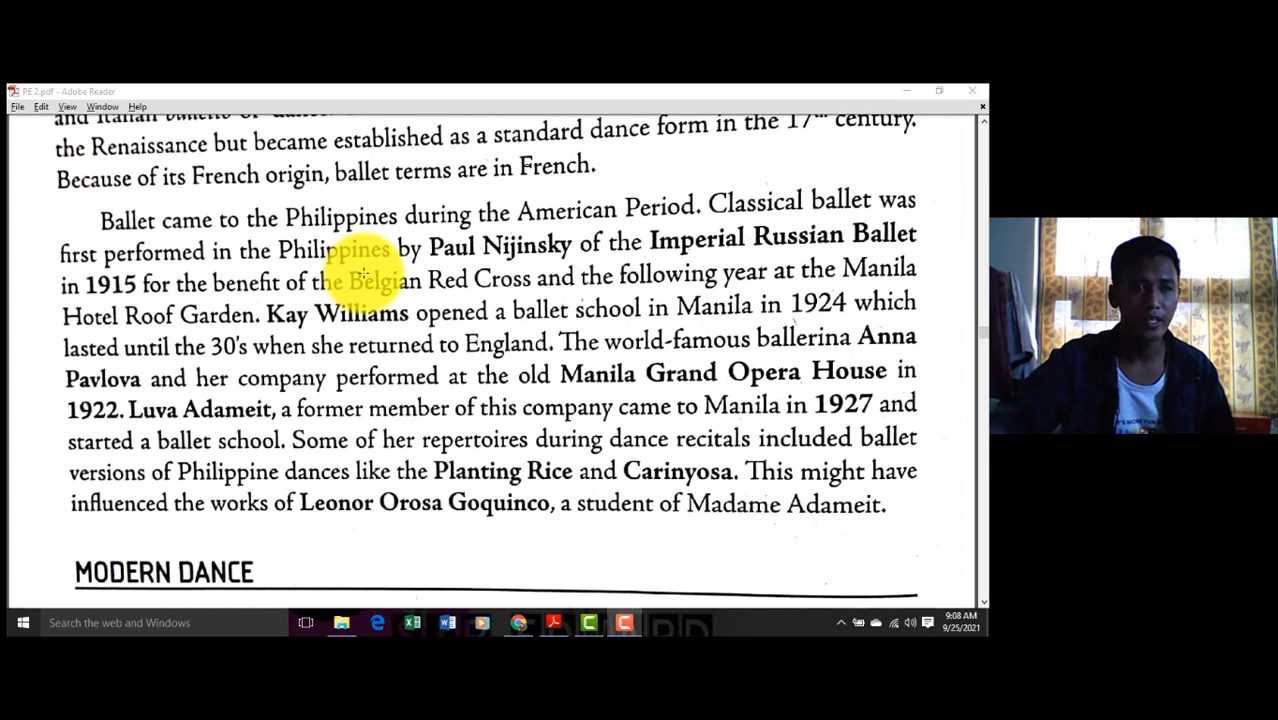 PE 2.pdf - Adobe Reader
File Edit View Window Help
and Italian
the Renaissance but became established as a standard dance form in the 17th century.
Because of its French origin, ballet terms are in French.
Ballet came to the Philippines during the American Period. Classical ballet was
first performed in the Philippines by Paul Nijinsky of the Imperial Russian Ballet
in 1915 for the benefit of the Belgian Red Cross and the following year at the Manila
Hotel Roof Garden. Kay Williams opened a ballet school in Manila in 1924 which
lasted until the 30's when she returned to England. The world-famous ballerina Anna
Pavlova and her company performed at the old Manila Grand Opera House in
1922. Luva Adameit, a former member of this company came to Manila in 1927 and
started a ballet school. Some of her repertoires during dance recitals included ballet
versions of Philippine dances like the Planting Rice and Carinyosa. This might have
influenced the works of Leonor Orosa Goquinco, a student of Madame Adameit.
MODERN DANCE
Search the web and Windows
9:08 AM
9/25/2021